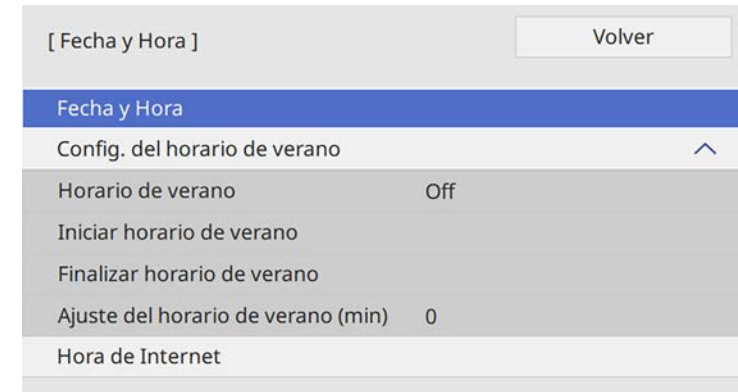 [ Fecha y Hora ]
Volver
Fecha y Hora
Config. del horario de verano
Horario de verano Off
Iniciar horario de verano
Finalizar horario de verano
Ajuste del horario de verano (min) 0
Hora de Internet